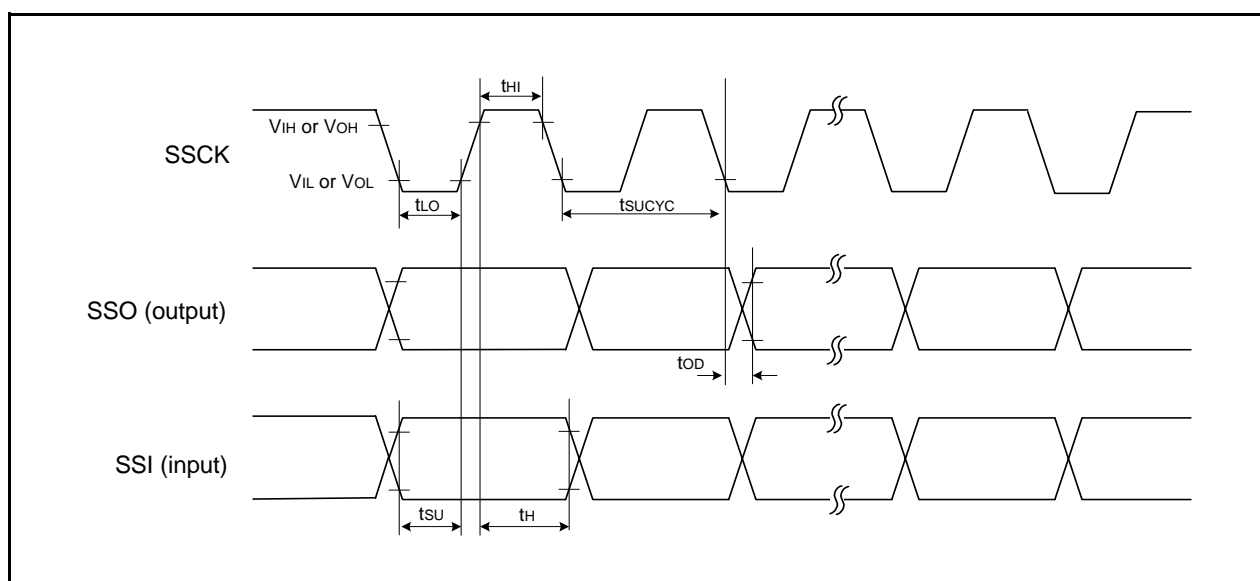 tHI
VIH or VOH
SSCK
VIL or VOL
tLO
tSUCYC
SSO (output)
tOD
SSI (input)
tSU
tH